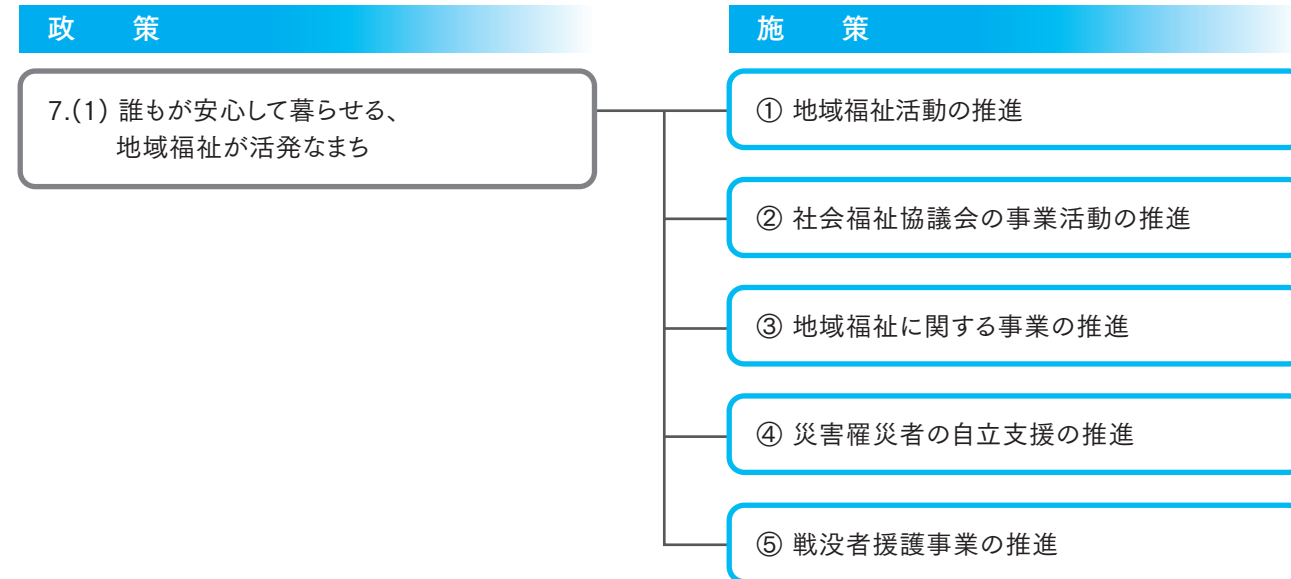 政　策
7.(1) 誰もが安心して暮らせる、
地域福祉が活発なまち
施　策
① 地域福祉活動の推進
② 社会福祉協議会の事業活動の推進
③ 地域福祉に関する事業の推進
④ 災害罹災者の自立支援の推進
⑤ 戦没者援護事業の推進